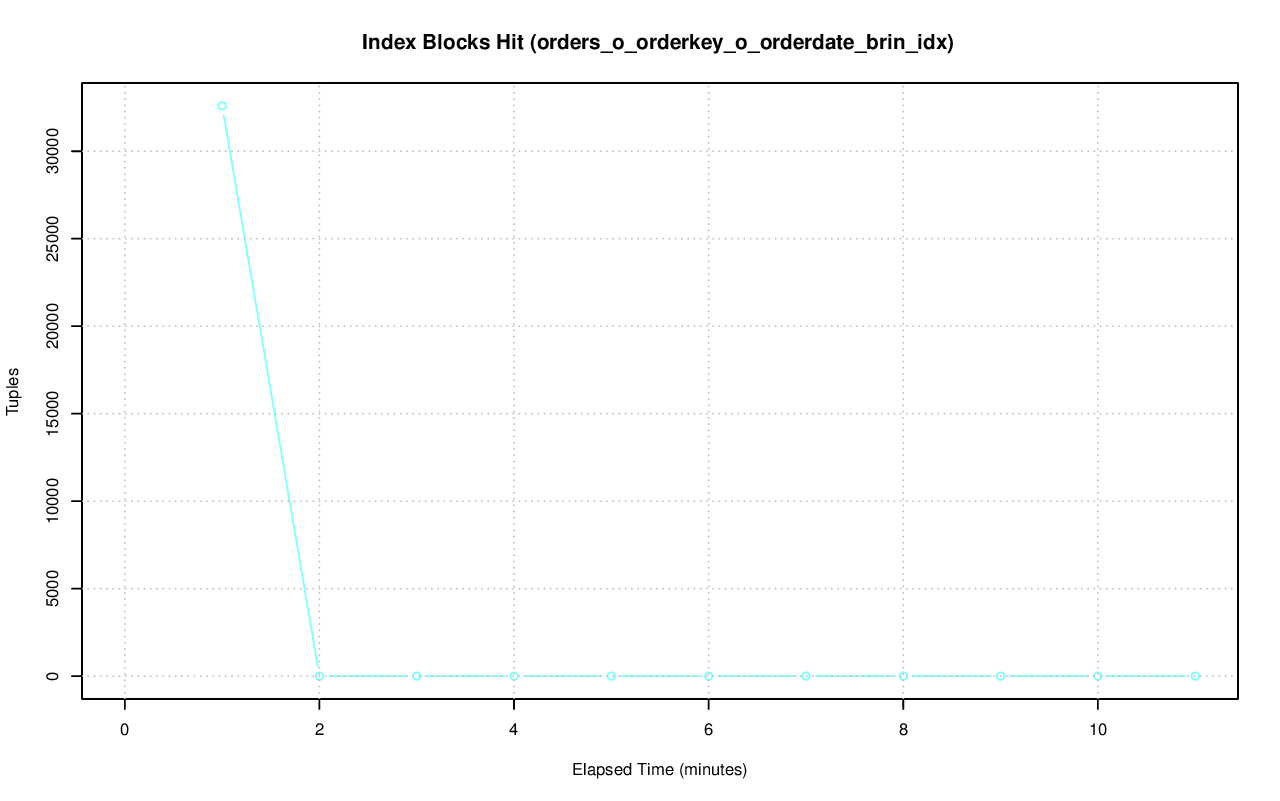 Index Blocks Hit (orders_o_orderkey_o_orderdate_brin_idx)
Tuples
30000
25000
20000
15000
10000
5000
0
0 2 4 6 8 10
Elapsed Time (minutes)